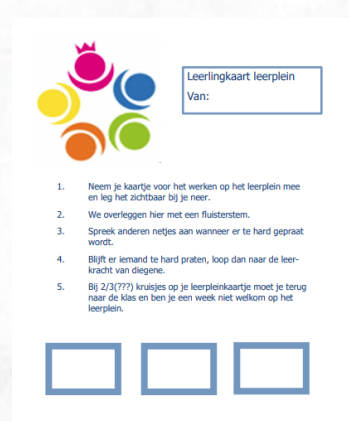 Leerlingkaart leerplein
Van:
1. Neem je kaartje voor het werken op het leerplein mee
en leg het zichtbaar bij je neer.
2. We overleggen hier met een fluisterstem.
3. Spreek anderen netjes aan wanneer er te hard gepraat
wordt.
4. Blijft er iemand te hard praten, loop dan naar de leer-
kracht van diegene.
5. Bij 2/3(???) kruisjes op je leerpleinkaartje moet je terug
naar de klas en ben je een week niet welkom op het
leerplein.